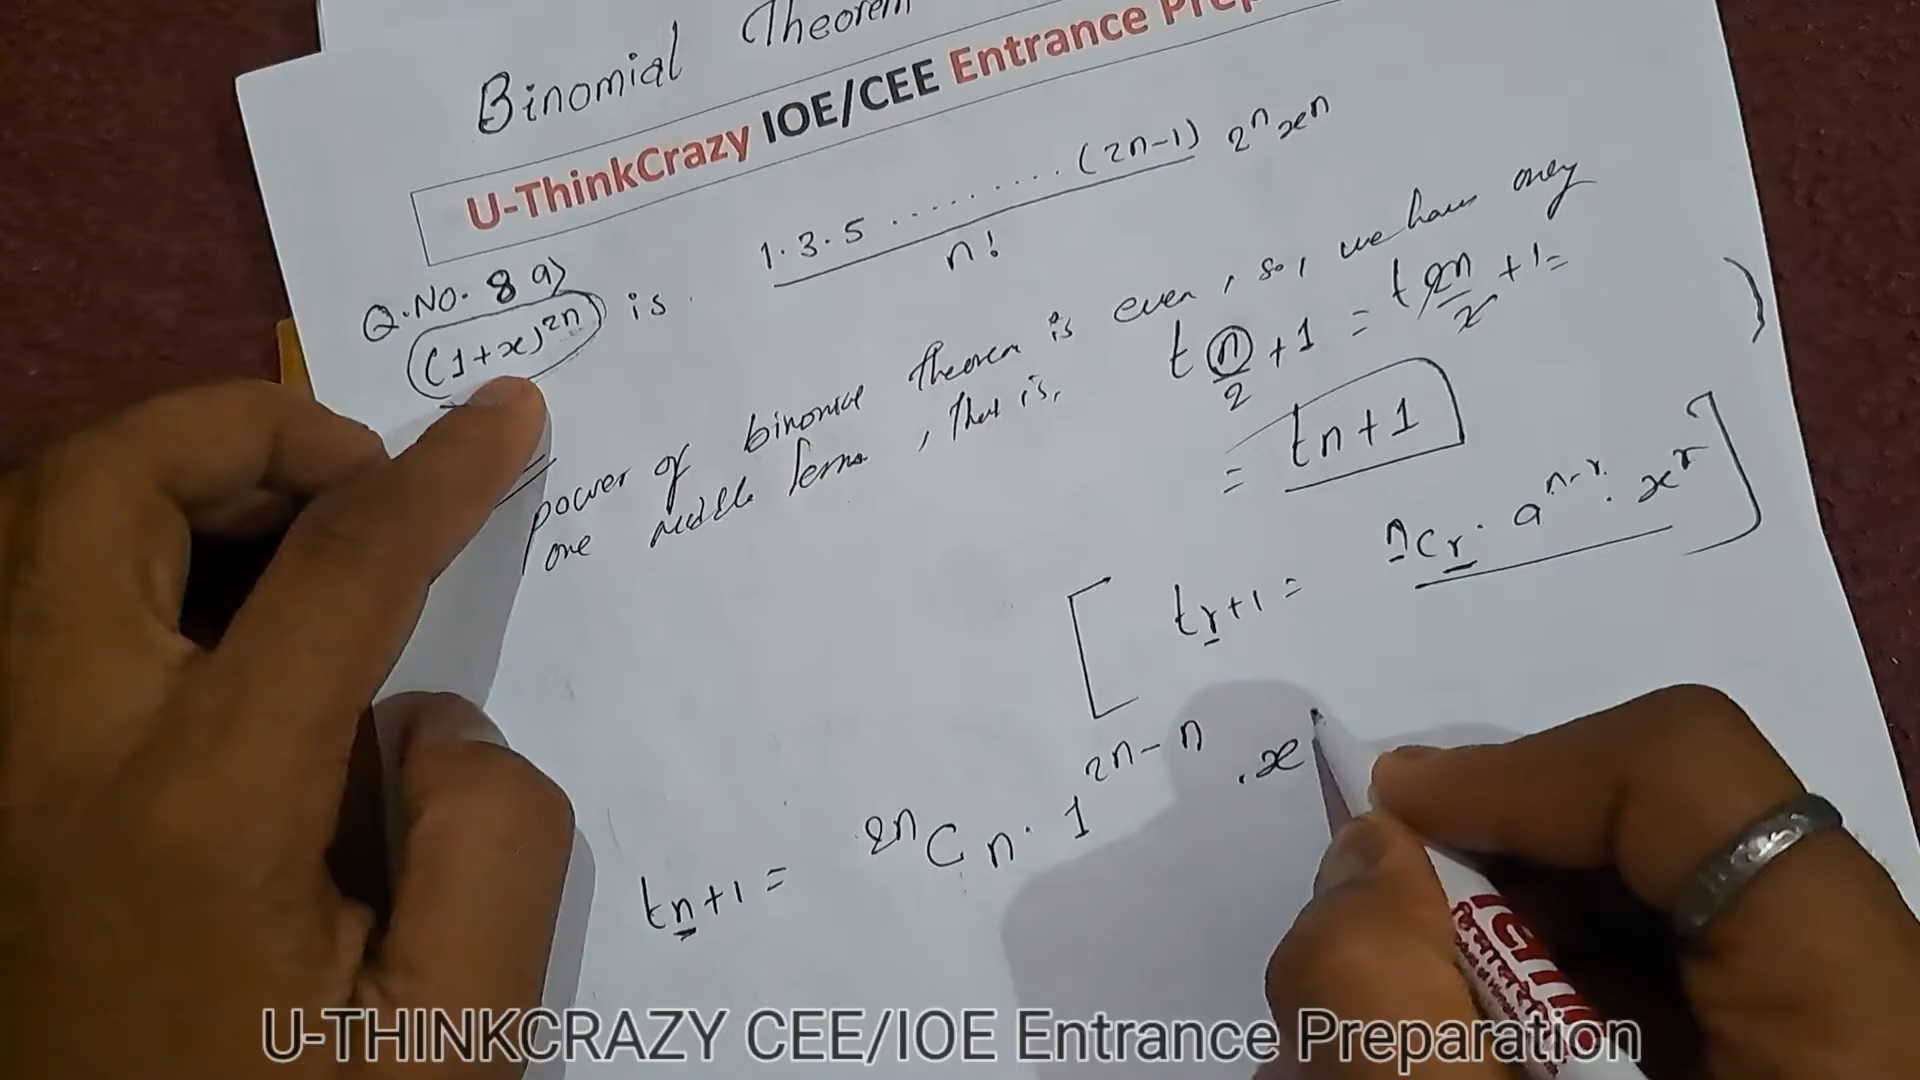 Binomial Theorem
U-ThinkCrazy IOE/CEE Entrance
Q.NO. 8 a)
(1+x)^2n is . 1.3.5 .......... (2n-1) 2^n x^n / n!
power of binomial theorem is even, so, we have only
one middle term, that is, t n/2 +1 = t 2n/2 +1 =
= tn+1
[ tr+1 = nCr . a^n-r . x^r ]
tn+1 = 2nCn . 1^2n-n . x
U-THINKCRAZY CEE/IOE Entrance Preparation